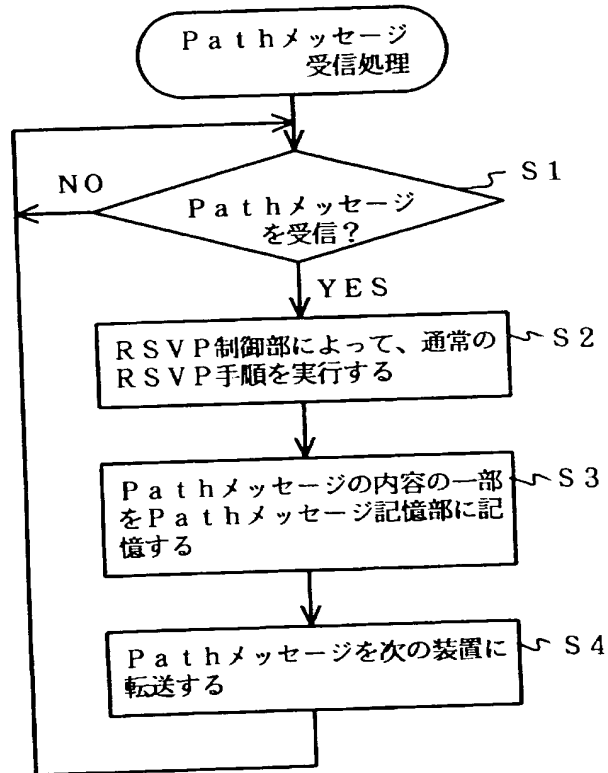 Pathメッセージ
受信処理
NO
S1
Pathメッセージ
を受信？
YES
S2
RSVP制御部によって、通常の
RSVP手順を実行する
Pathメッセージの内容の一部
S3
をPathメッセージ記憶部に記
憶する
S4
Pathメッセージを次の装置に
転送する